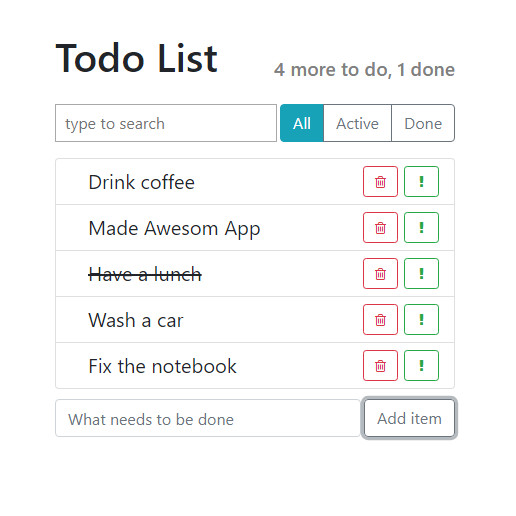 Todo List
4 more to do, 1 done
type to search
All
Active
Done
Drink coffee
!
Made Awesom App
!
Have a lunch
!
Wash a car
!
Fix the notebook
!
What needs to be done
Add item